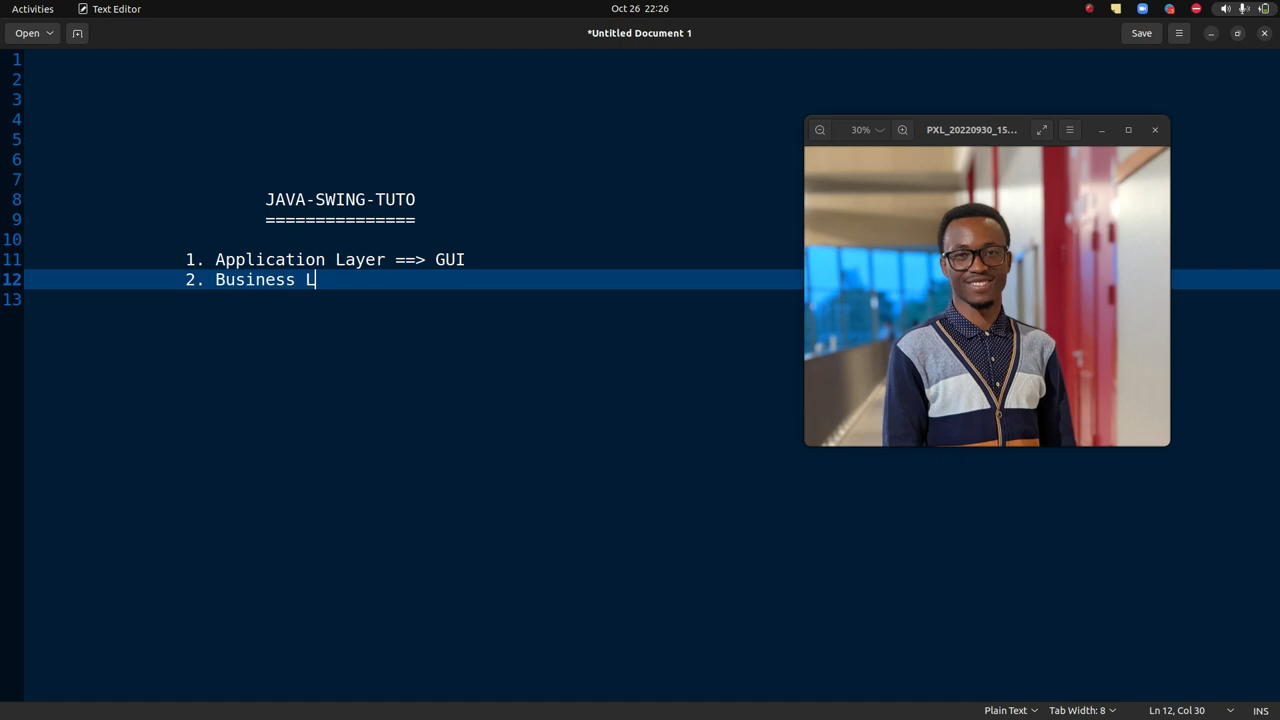 Activities
Text Editor
Oct 26 22:26
Open
*Untitled Document 1
Save
1
2
3
4
5
6
7
8 JAVA-SWING-TUTO
9 ===============
10
11 1. Application Layer ==> GUI
12 2. Business L
13
30%
PXL_20220930_15...
Plain Text
Tab Width: 8
Ln 12, Col 30
INS